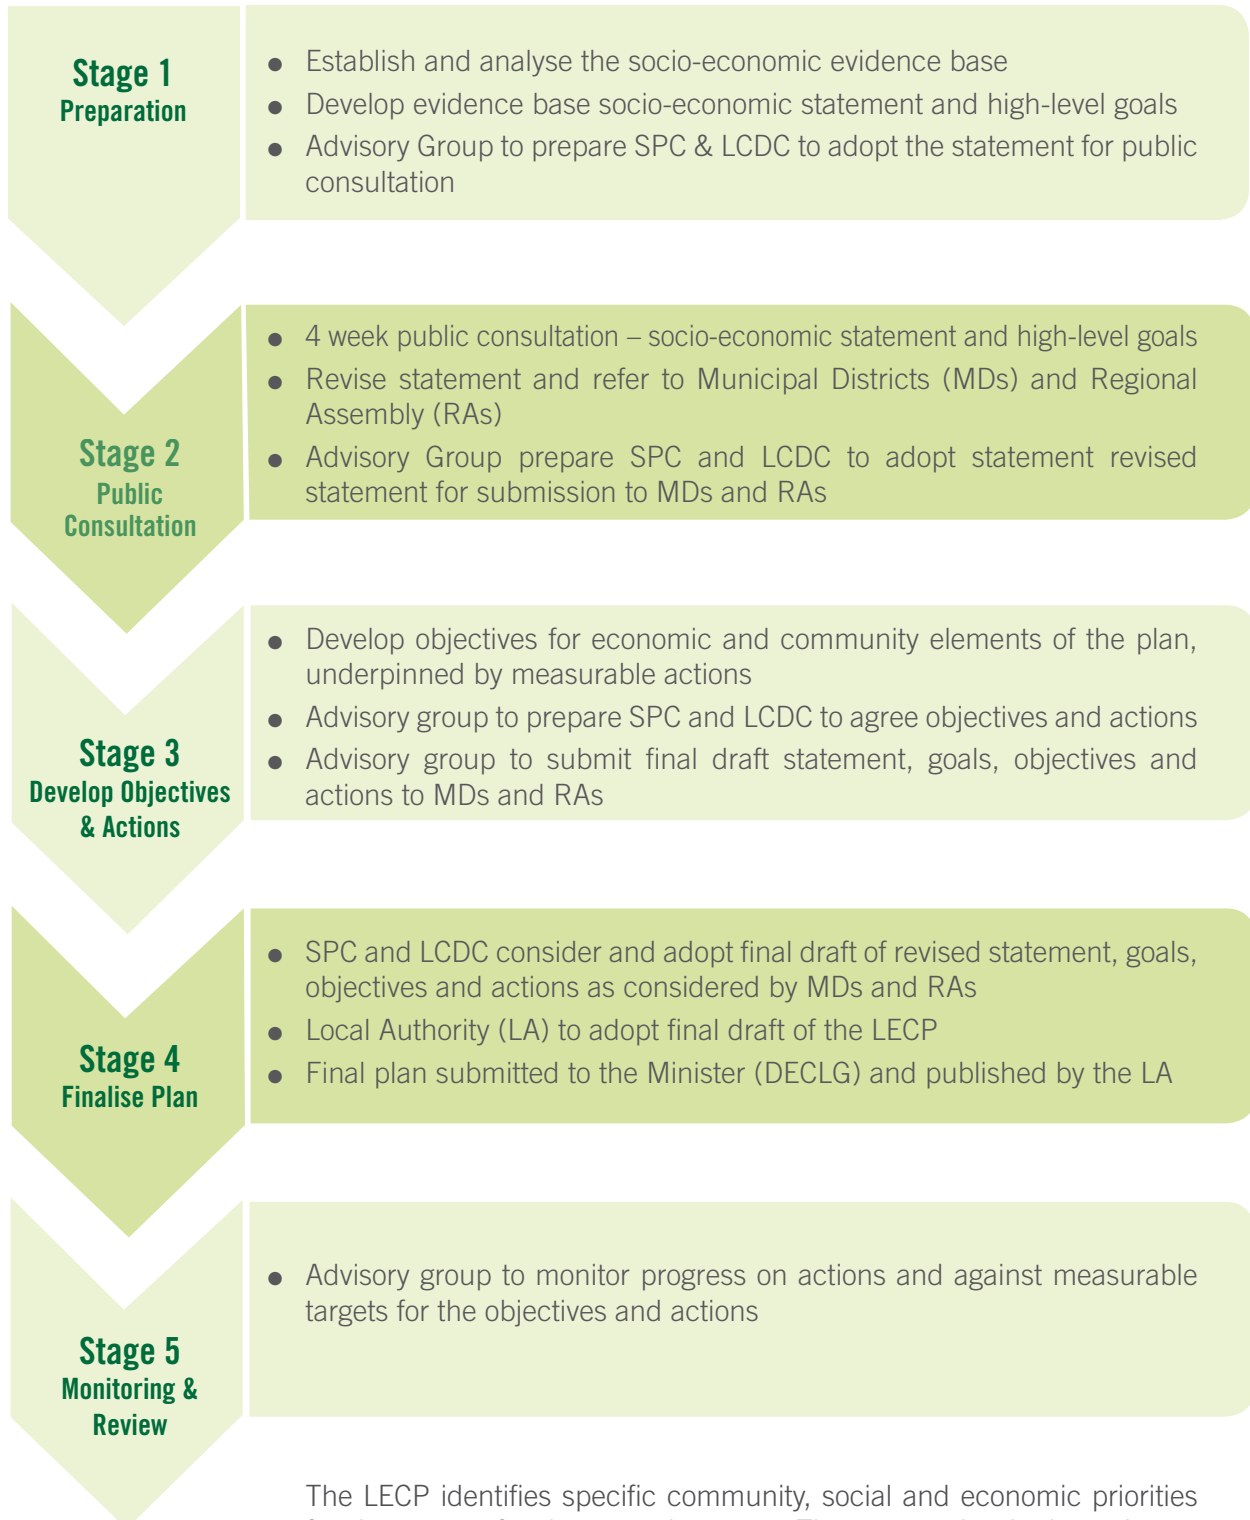 Stage 1
Preparation
● Establish and analyse the socio-economic evidence base
● Develop evidence base socio-economic statement and high-level goals
● Advisory Group to prepare SPC & LCDC to adopt the statement for public
consultation
Stage 2
Public
Consultation
● 4 week public consultation – socio-economic statement and high-level goals
● Revise statement and refer to Municipal Districts (MDs) and Regional
Assembly (RAs)
● Advisory Group prepare SPC and LCDC to adopt statement revised
statement for submission to MDs and RAs
Stage 3
Develop Objectives
& Actions
● Develop objectives for economic and community elements of the plan,
underpinned by measurable actions
● Advisory group to prepare SPC and LCDC to agree objectives and actions
● Advisory group to submit final draft statement, goals, objectives and
actions to MDs and RAs
Stage 4
Finalise Plan
● SPC and LCDC consider and adopt final draft of revised statement, goals,
objectives and actions as considered by MDs and RAs
● Local Authority (LA) to adopt final draft of the LECP
● Final plan submitted to the Minister (DECLG) and published by the LA
Stage 5
Monitoring &
Review
● Advisory group to monitor progress on actions and against measurable
targets for the objectives and actions
The LECP identifies specific community, social and economic priorities